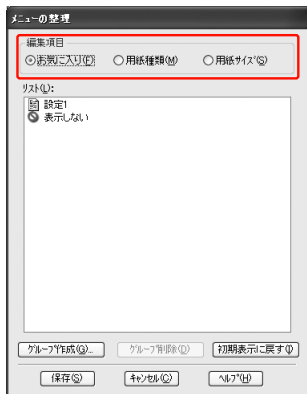 メニューの整理
編集項目
お気に入り(F) 用紙種類(M) 用紙サイズ(S)
リスト(L):
設定1
表示しない
グループ作成(G)... グループ削除(D) 初期表示に戻す(I)
保存(S) キャンセル(C) ヘルプ(H)